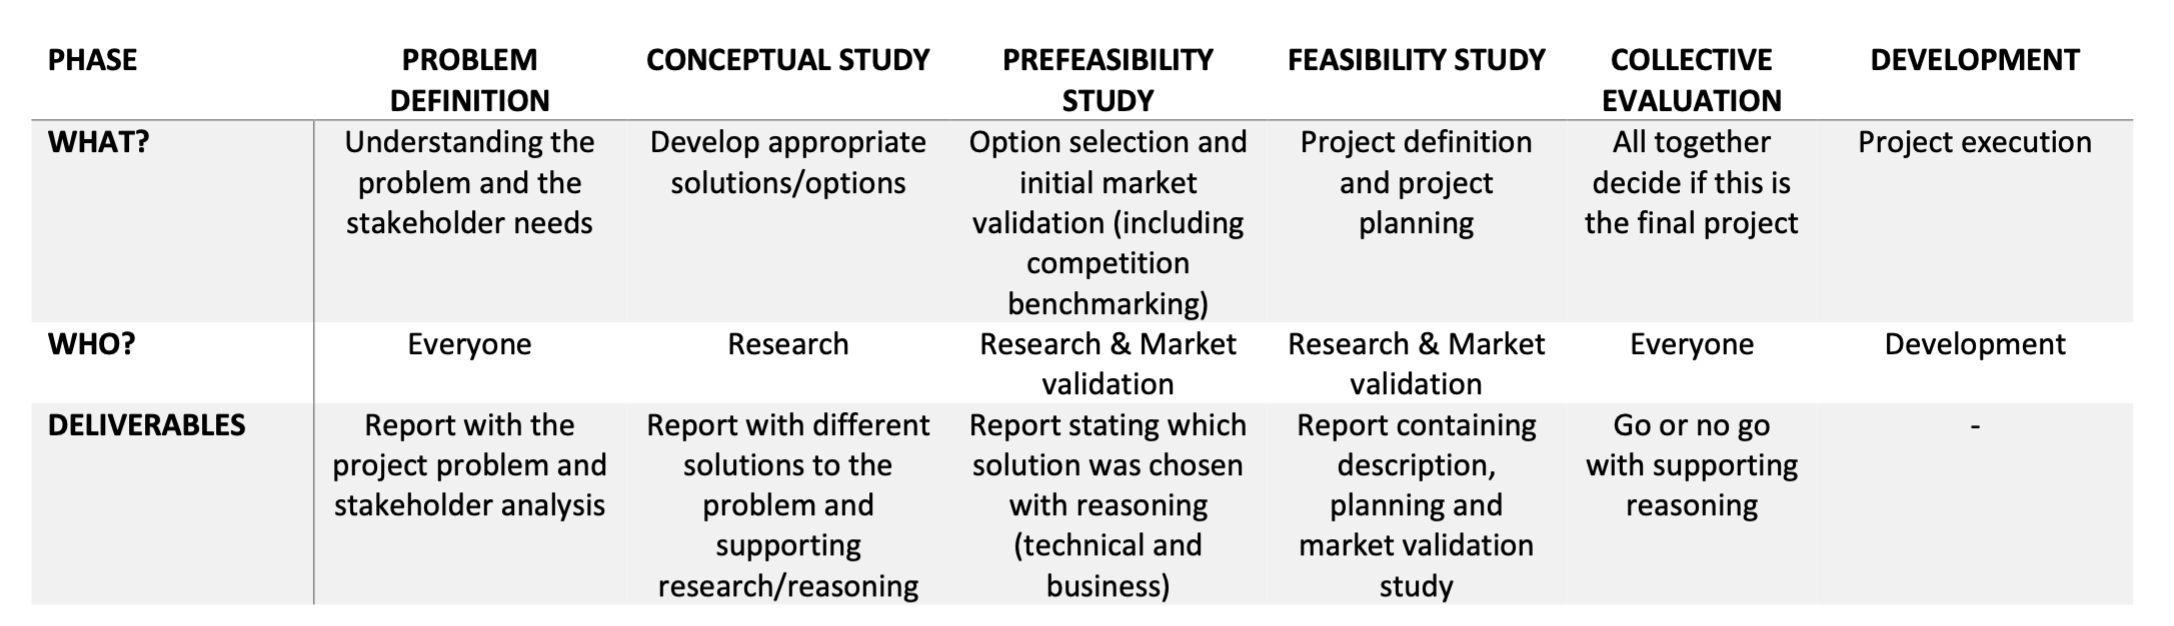 PHASE
PROBLEM
DEFINITION
CONCEPTUAL STUDY
PREFEASIBILITY
STUDY
FEASIBILITY STUDY
COLLECTIVE
EVALUATION
DEVELOPMENT
WHAT?
Understanding the
problem and the
stakeholder needs
Develop appropriate
solutions/options
Option selection and
initial market
validation (including
competition
benchmarking)
Project definition
and project
planning
All together
decide if this is
the final project
Project execution
WHO?
Everyone
Research
Research & Market
validation
Research & Market
validation
Everyone
Development
DELIVERABLES
Report with the
project problem and
stakeholder analysis
Report with different
solutions to the
problem and
supporting
research/reasoning
Report stating which
solution was chosen
with reasoning
(technical and
business)
Report containing
description,
planning and
market validation
study
Go or no go
with supporting
reasoning
-